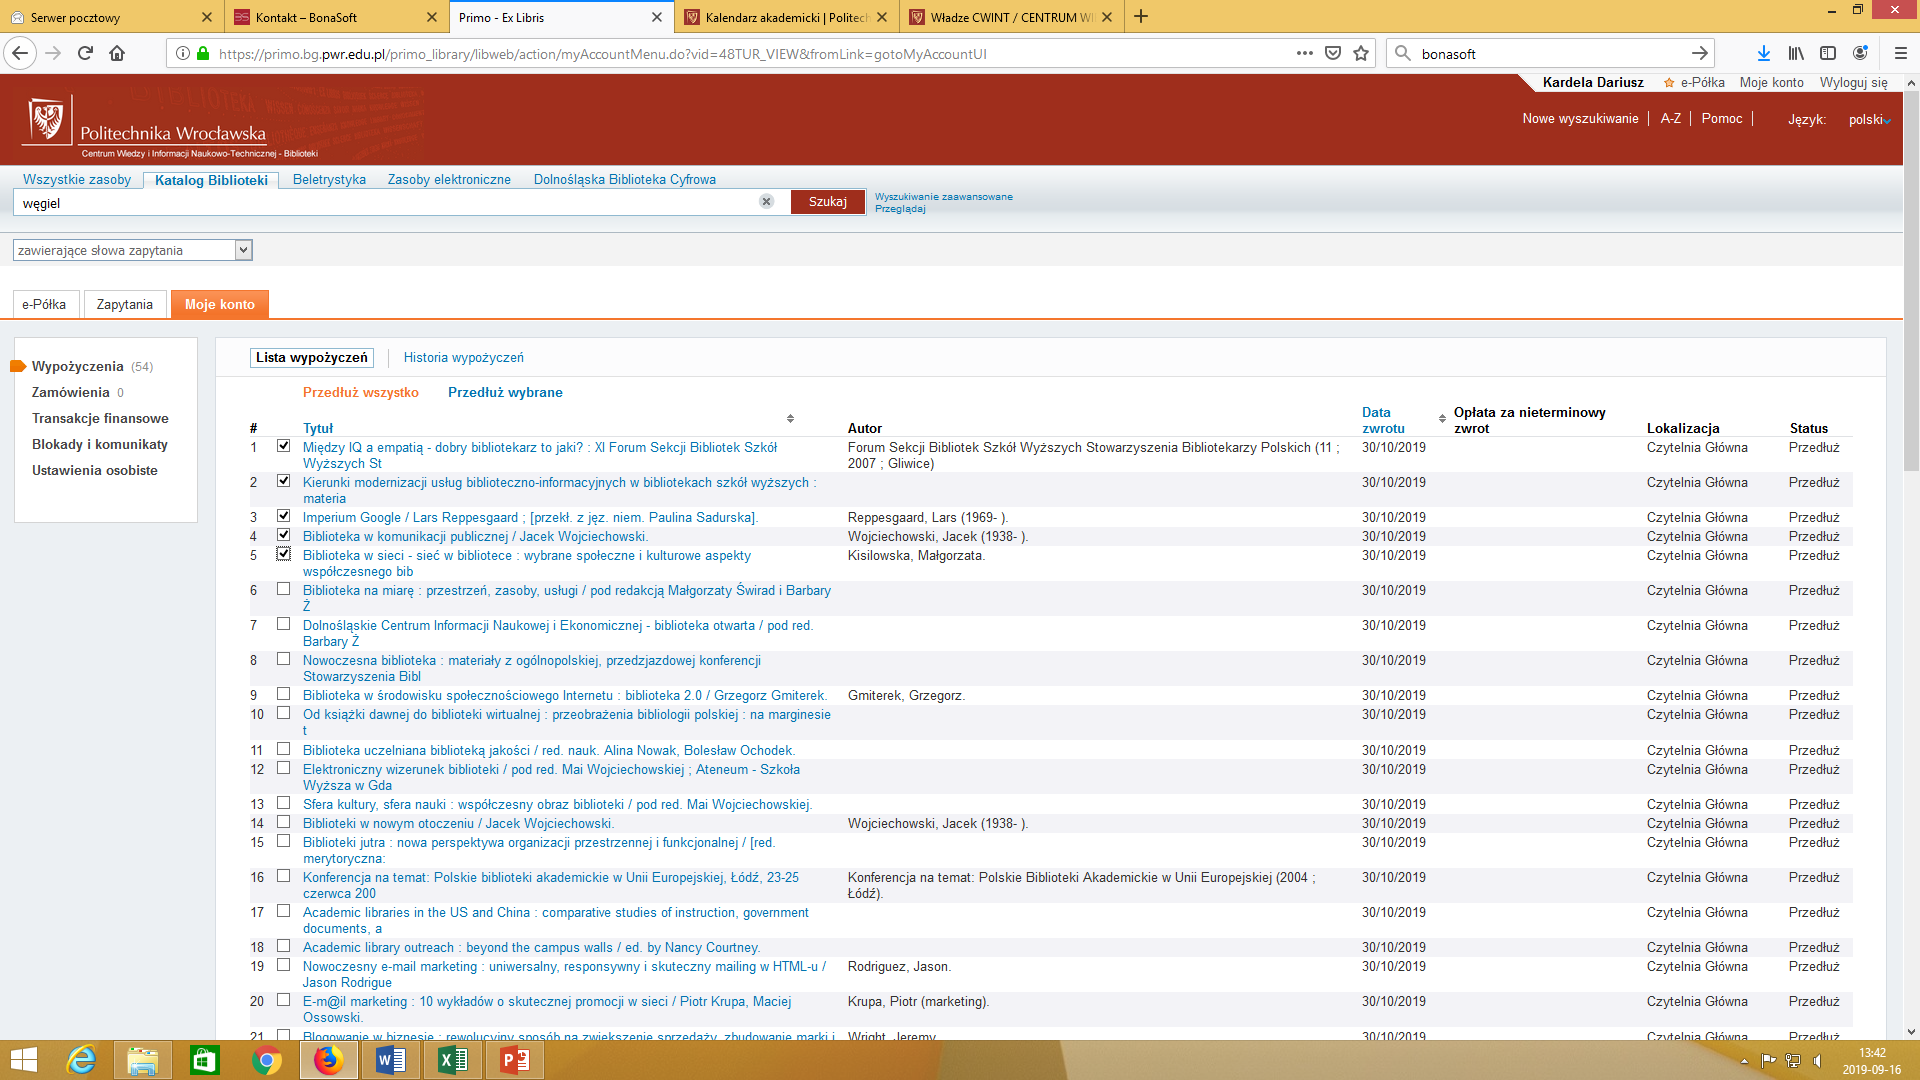 Serwer pocztowy
Kontakt – BonaSoft
Primo - Ex Libris
Kalendarz akademicki | Politech
Władze CWINT / CENTRUM WI
https://primo.bg.pwr.edu.pl/primo_library/libweb/action/myAccountMenu.do?vid=48TUR_VIEW&fromLink=gotoMyAccountUI
bonasoft
Kardela Dariusz e-Półka Moje konto Wyloguj się
Politechnika Wrocławska
Centrum Wiedzy i Informacji Naukowo-Technicznej - Biblioteki
BIBLIOTEKA
Nowe wyszukiwanie | A-Z | Pomoc | Język: polski
Wszystkie zasoby Katalog Biblioteki Beletrystyka Zasoby elektroniczne Dolnośląska Biblioteka Cyfrowa
węgiel Szukaj
Wyszukiwanie zaawansowane
Przeglądaj
zawierające słowa zapytania
e-Półka Zapytania Moje konto
Wypożyczenia (54)
Zamówienia 0
Transakcje finansowe
Blokady i komunikaty
Ustawienia osobiste
Lista wypożyczeń Historia wypożyczeń
Przedłuż wszystko Przedłuż wybrane
# Tytuł Autor Data zwrotu Opłata za nieterminowy zwrot Lokalizacja Status
1 Między IQ a empatią - dobry bibliotekarz to jaki? : XI Forum Sekcji Bibliotek Szkół Forum Sekcji Bibliotek Szkół Wyższych Stowarzyszenia Bibliotekarzy Polskich (11 ; 30/10/2019 Czytelnia Główna Przedłuż
Wyższych St 2007 ; Gliwice)
2 Kierunki modernizacji usług biblioteczno-informacyjnych w bibliotekach szkół wyższych : 30/10/2019 Czytelnia Główna Przedłuż
materia
3 Imperium Google / Lars Reppesgaard ; [przekł. z jęz. niem. Paulina Sadurska]. Reppesgaard, Lars (1969- ). 30/10/2019 Czytelnia Główna Przedłuż
4 Biblioteka w komunikacji publicznej / Jacek Wojciechowski. Wojciechowski, Jacek (1938- ). 30/10/2019 Czytelnia Główna Przedłuż
5 Biblioteka w sieci - sieć w bibliotece : wybrane społeczne i kulturowe aspekty Kisilowska, Małgorzata. 30/10/2019 Czytelnia Główna Przedłuż
współczesnego bib
6 Biblioteka na miarę : przestrzeń, zasoby, usługi / pod redakcją Małgorzaty Świrad i Barbary 30/10/2019 Czytelnia Główna Przedłuż
Ż
7 Dolnośląskie Centrum Informacji Naukowej i Ekonomicznej - biblioteka otwarta / pod red. 30/10/2019 Czytelnia Główna Przedłuż
Barbary Ż
8 Nowoczesna biblioteka : materiały z ogólnopolskiej, przedzjazdowej konferencji 30/10/2019 Czytelnia Główna Przedłuż
Stowarzyszenia Bibl
9 Biblioteka w środowisku społecznościowego Internetu : biblioteka 2.0 / Grzegorz Gmiterek. Gmiterek, Grzegorz. 30/10/2019 Czytelnia Główna Przedłuż
10 Od książki dawnej do biblioteki wirtualnej : przeobrażenia bibliologii polskiej : na marginesie 30/10/2019 Czytelnia Główna Przedłuż
t
11 Biblioteka uczelniana biblioteką jakości / red. nauk. Alina Nowak, Bolesław Ochodek. 30/10/2019 Czytelnia Główna Przedłuż
12 Elektroniczny wizerunek biblioteki / pod red. Mai Wojciechowskiej ; Ateneum - Szkoła 30/10/2019 Czytelnia Główna Przedłuż
Wyższa w Gda
13 Sfera kultury, sfera nauki : współczesny obraz biblioteki / pod red. Mai Wojciechowskiej. 30/10/2019 Czytelnia Główna Przedłuż
14 Biblioteki w nowym otoczeniu / Jacek Wojciechowski. Wojciechowski, Jacek (1938- ). 30/10/2019 Czytelnia Główna Przedłuż
15 Biblioteki jutra : nowa perspektywa organizacji przestrzennej i funkcjonalnej / [red. 30/10/2019 Czytelnia Główna Przedłuż
merytoryczna:
16 Konferencja na temat: Polskie biblioteki akademickie w Unii Europejskiej, Łódź, 23-25 Konferencja na temat: Polskie Biblioteki Akademickie w Unii Europejskiej (2004 ; 30/10/2019 Czytelnia Główna Przedłuż
czerwca 200 Łódź).
17 Academic libraries in the US and China : comparative studies of instruction, government 30/10/2019 Czytelnia Główna Przedłuż
documents, a
18 Academic library outreach : beyond the campus walls / ed. by Nancy Courtney. 30/10/2019 Czytelnia Główna Przedłuż
19 Nowoczesny e-mail marketing : uniwersalny, responsywny i skuteczny mailing w HTML-u / Rodriguez, Jason. 30/10/2019 Czytelnia Główna Przedłuż
Jason Rodrigue
20 E-m@il marketing : 10 wykładów o skutecznej promocji w sieci / Piotr Krupa, Maciej Krupa, Piotr (marketing). 30/10/2019 Czytelnia Główna Przedłuż
Ossowski.
21 Blogowanie w biznesie : rewolucyjny sposób na zwiększenie sprzedaży, zbudowanie marki i Wright, Jeremy. 30/10/2019 Czytelnia Główna Przedłuż
13:42
2019-09-16